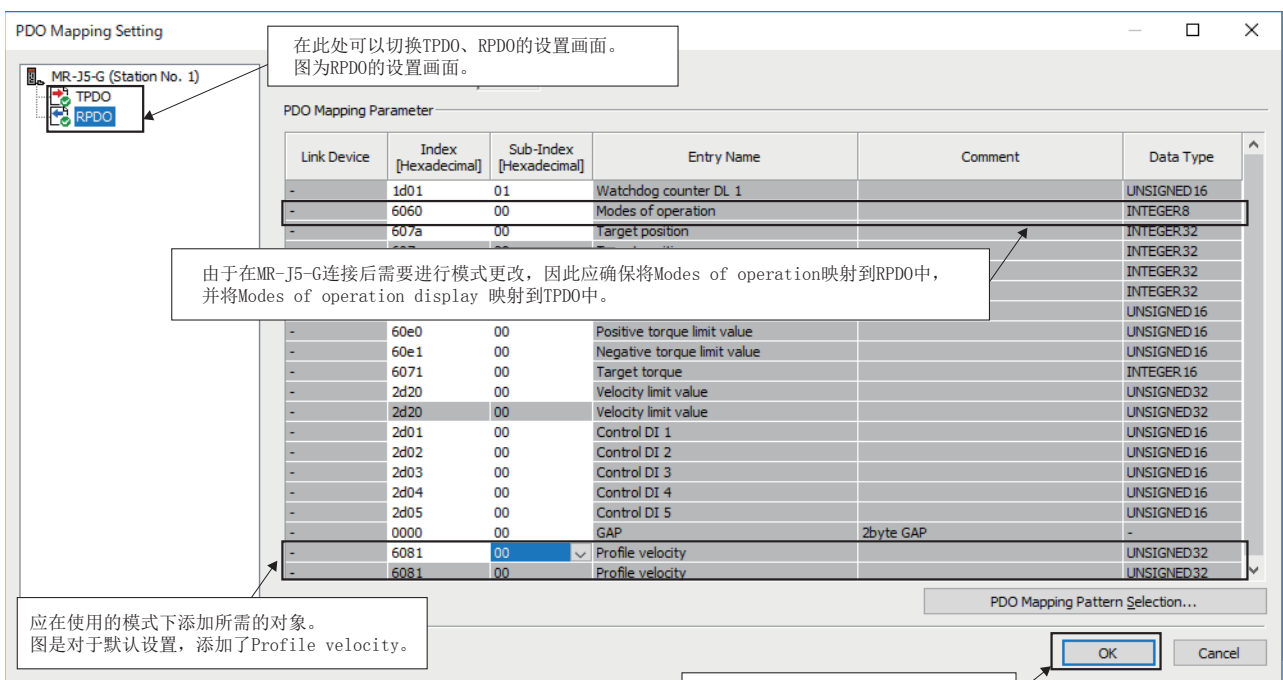 PDO Mapping Setting
在此处可以切换TPDO、RPDO的设置画面。
图为RPDO的设置画面。
MR-J5-G (Station No. 1)
TPDO
RPDO
PDO Mapping Parameter
Link Device Index [Hexadecimal] Sub-Index [Hexadecimal] Entry Name Comment Data Type
- 1d01 01 Watchdog counter DL 1 UNSIGNED16
- 6060 00 Modes of operation INTEGER8
- 607a 00 Target position INTEGER32
INTEGER32
INTEGER32
INTEGER32
UNSIGNED16
由于在MR-J5-G连接后需要进行模式更改，因此应确保将Modes of operation映射到RPDO中，
并将Modes of operation display 映射到TPDO中。
- 60e0 00 Positive torque limit value UNSIGNED16
- 60e1 00 Negative torque limit value UNSIGNED16
- 6071 00 Target torque INTEGER16
- 2d20 00 Velocity limit value UNSIGNED32
- 2d20 00 Velocity limit value UNSIGNED32
- 2d01 00 Control DI 1 UNSIGNED16
- 2d02 00 Control DI 2 UNSIGNED16
- 2d03 00 Control DI 3 UNSIGNED16
- 2d04 00 Control DI 4 UNSIGNED16
- 2d05 00 Control DI 5 UNSIGNED16
- 0000 00 GAP 2byte GAP -
- 6081 00 Profile velocity UNSIGNED32
- 6081 00 Profile velocity UNSIGNED32
PDO Mapping Pattern Selection...
应在使用的模式下添加所需的对象。
图是对于默认设置，添加了Profile velocity。
OK Cancel